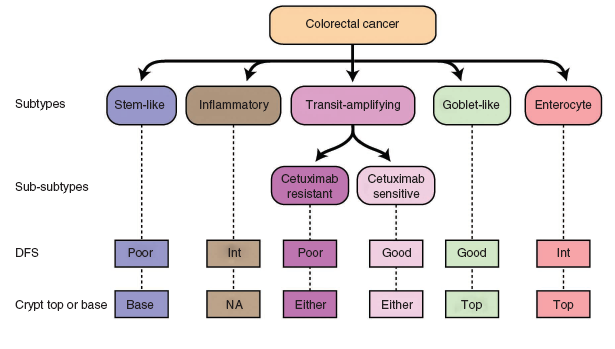 Colorectal cancer
Subtypes
Stem-like
Inflammatory
Transit-amplifying
Goblet-like
Enterocyte
Sub-subtypes
Cetuximab
resistant
Cetuximab
sensitive
DFS
Poor
Int
Poor
Good
Good
Int
Crypt top or base
Base
NA
Either
Either
Top
Top